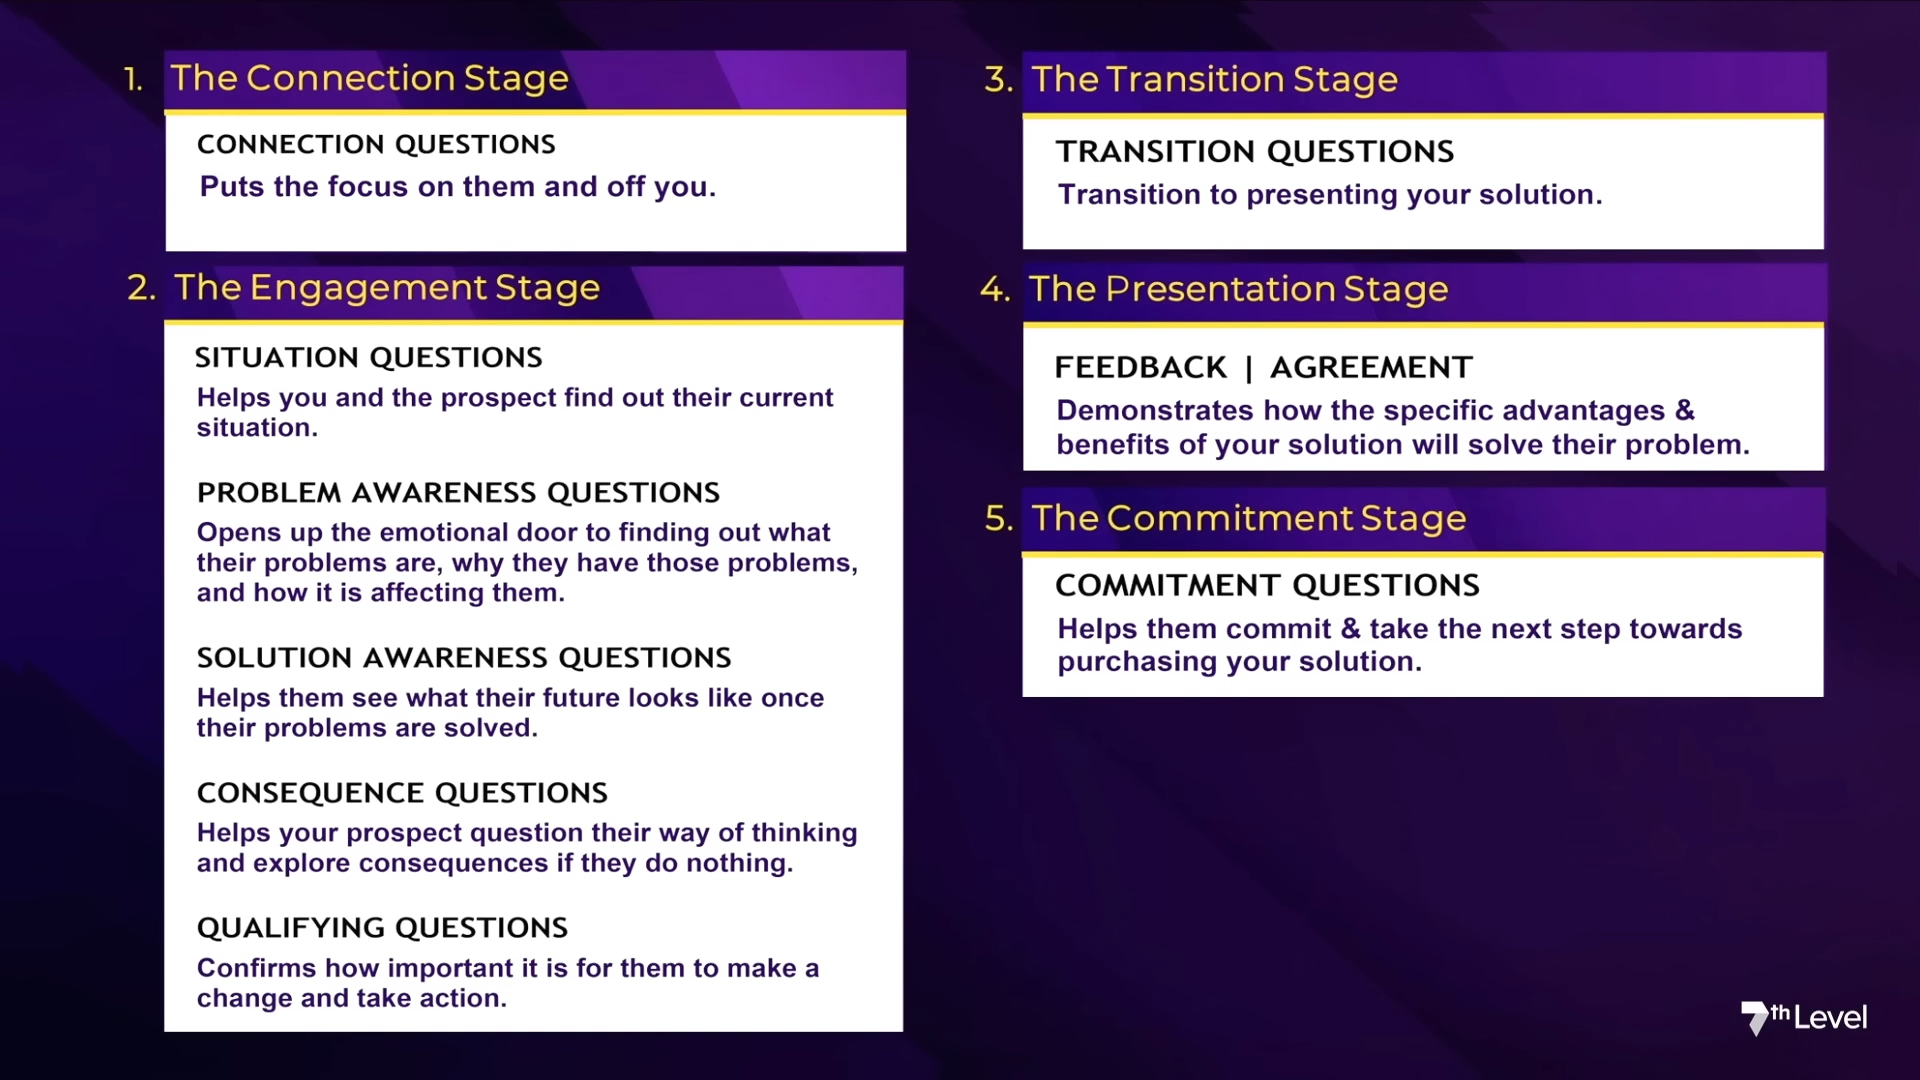 1. The Connection Stage
CONNECTION QUESTIONS
Puts the focus on them and off you.
2. The Engagement Stage
SITUATION QUESTIONS
Helps you and the prospect find out their current
situation.
PROBLEM AWARENESS QUESTIONS
Opens up the emotional door to finding out what
their problems are, why they have those problems,
and how it is affecting them.
SOLUTION AWARENESS QUESTIONS
Helps them see what their future looks like once
their problems are solved.
CONSEQUENCE QUESTIONS
Helps your prospect question their way of thinking
and explore consequences if they do nothing.
QUALIFYING QUESTIONS
Confirms how important it is for them to make a
change and take action.
3. The Transition Stage
TRANSITION QUESTIONS
Transition to presenting your solution.
4. The Presentation Stage
FEEDBACK | AGREEMENT
Demonstrates how the specific advantages &
benefits of your solution will solve their problem.
5. The Commitment Stage
COMMITMENT QUESTIONS
Helps them commit & take the next step towards
purchasing your solution.
7th Level